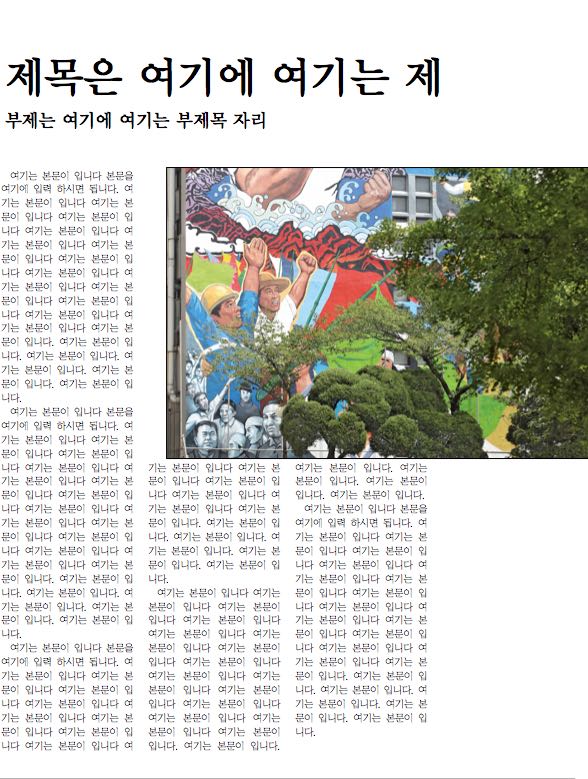 제목은 여기에 여기는 제
부제는 여기에 여기는 부제목 자리
여기는 본문이 입니다 본문을
여기에 입력 하시면 됩니다. 여
기는 본문이 입니다 여기는 본
문이 입니다 여기는 본문이 입
니다 여기는 본문이 입니다 여
기는 본문이 입니다 여기는 본
문이 입니다 여기는 본문이 입
니다 여기는 본문이 입니다 여
기는 본문이 입니다 여기는 본
문이 입니다 여기는 본문이 입
니다 여기는 본문이 입니다 여
기는 본문이 입니다 여기는 본
문이 입니다. 여기는 본문이 입
니다. 여기는 본문이 입니다. 여
기는 본문이 입니다. 여기는 본
문이 입니다. 여기는 본문이 입
니다.
여기는 본문이 입니다 본문을
여기에 입력 하시면 됩니다. 여
기는 본문이 입니다 여기는 본
문이 입니다 여기는 본문이 입
니다 여기는 본문이 입니다 여
기는 본문이 입니다 여기는 본
문이 입니다 여기는 본문이 입
니다 여기는 본문이 입니다 여
기는 본문이 입니다 여기는 본
문이 입니다 여기는 본문이 입
니다 여기는 본문이 입니다 여
기는 본문이 입니다 여기는 본
문이 입니다. 여기는 본문이 입
니다. 여기는 본문이 입니다. 여
기는 본문이 입니다. 여기는 본
문이 입니다. 여기는 본문이 입
니다.
여기는 본문이 입니다 본문을
여기에 입력 하시면 됩니다. 여
기는 본문이 입니다 여기는 본
문이 입니다 여기는 본문이 입
니다 여기는 본문이 입니다 여
기는 본문이 입니다 여기는 본
문이 입니다 여기는 본문이 입
니다 여기는 본문이 입니다 여
기는 본문이 입니다 여기는 본
문이 입니다 여기는 본문이 입
니다 여기는 본문이 입니다 여
기는 본문이 입니다 여기는 본
문이 입니다. 여기는 본문이 입
니다. 여기는 본문이 입니다. 여
기는 본문이 입니다. 여기는 본
문이 입니다. 여기는 본문이 입
니다.
여기는 본문이 입니다 여기는
본문이 입니다 여기는 본문이
입니다 여기는 본문이 입니다
여기는 본문이 입니다 여기는
본문이 입니다 여기는 본문이
입니다 여기는 본문이 입니다
여기는 본문이 입니다 여기는
본문이 입니다 여기는 본문이
입니다 여기는 본문이 입니다
여기는 본문이 입니다 여기는
본문이 입니다 여기는 본문이
입니다. 여기는 본문이 입니다.
여기는 본문이 입니다. 여기는
본문이 입니다. 여기는 본문이
입니다. 여기는 본문이 입니다.
여기는 본문이 입니다 본문을
여기에 입력 하시면 됩니다. 여
기는 본문이 입니다 여기는 본
문이 입니다 여기는 본문이 입
니다 여기는 본문이 입니다 여
기는 본문이 입니다 여기는 본
문이 입니다 여기는 본문이 입
니다 여기는 본문이 입니다 여
기는 본문이 입니다 여기는 본
문이 입니다 여기는 본문이 입
니다 여기는 본문이 입니다 여
기는 본문이 입니다 여기는 본
문이 입니다. 여기는 본문이 입
니다. 여기는 본문이 입니다. 여
기는 본문이 입니다. 여기는 본
문이 입니다. 여기는 본문이 입
니다.